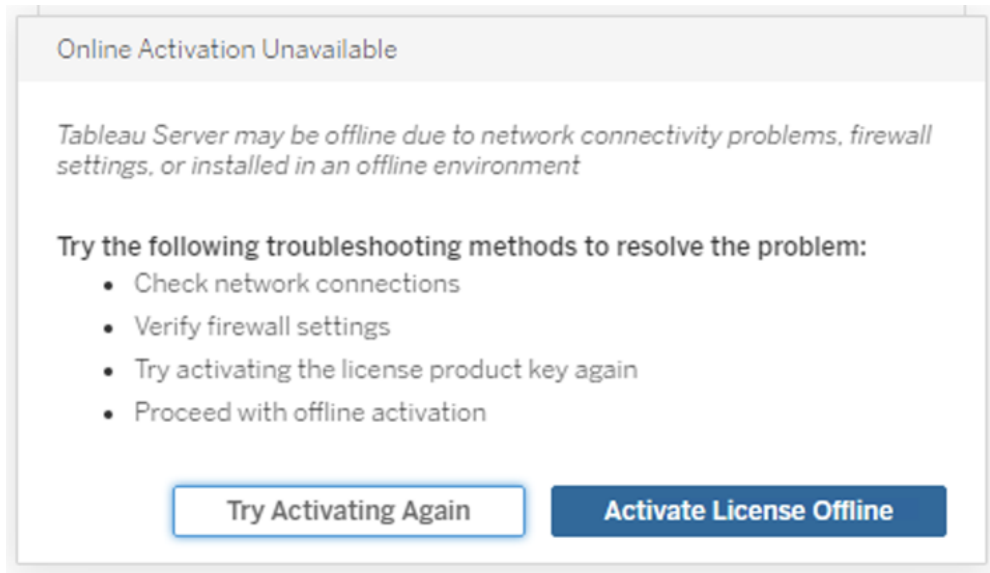 Online Activation Unavailable
Tableau Server may be offline due to network connectivity problems, firewall
settings, or installed in an offline environment
Try the following troubleshooting methods to resolve the problem:
• Check network connections
• Verify firewall settings
• Try activating the license product key again
• Proceed with offline activation
Try Activating Again
Activate License Offline